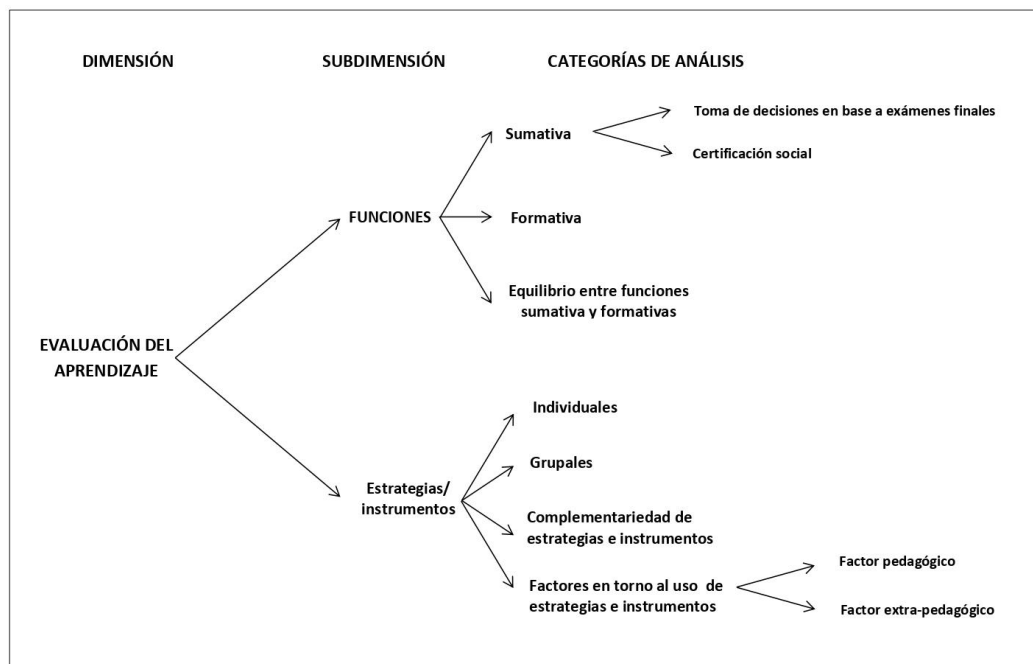 DIMENSIÓN
SUBDIMENSIÓN
CATEGORÍAS DE ANÁLISIS
EVALUACIÓN DEL
APRENDIZAJE
FUNCIONES
Sumativa
Toma de decisiones en base a exámenes finales
Certificación social
Formativa
Equilibrio entre funciones
sumativa y formativas
Estrategias/
instrumentos
Individuales
Grupales
Complementariedad de
estrategias e instrumentos
Factores en torno al uso de
estrategias e instrumentos
Factor pedagógico
Factor extra-pedagógico